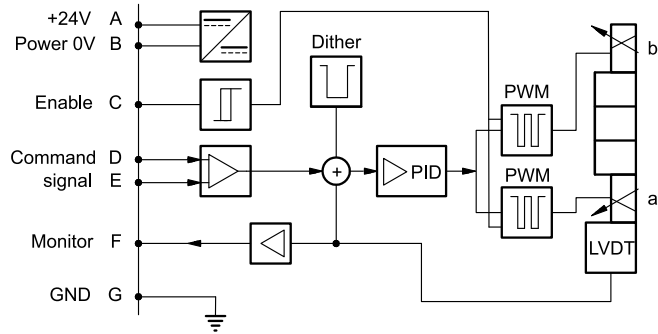 +24V A
Power 0V B
Dither
b
Enable C
PWM
Command D
signal E
+
PID
PWM
a
Monitor F
LVDT
GND G